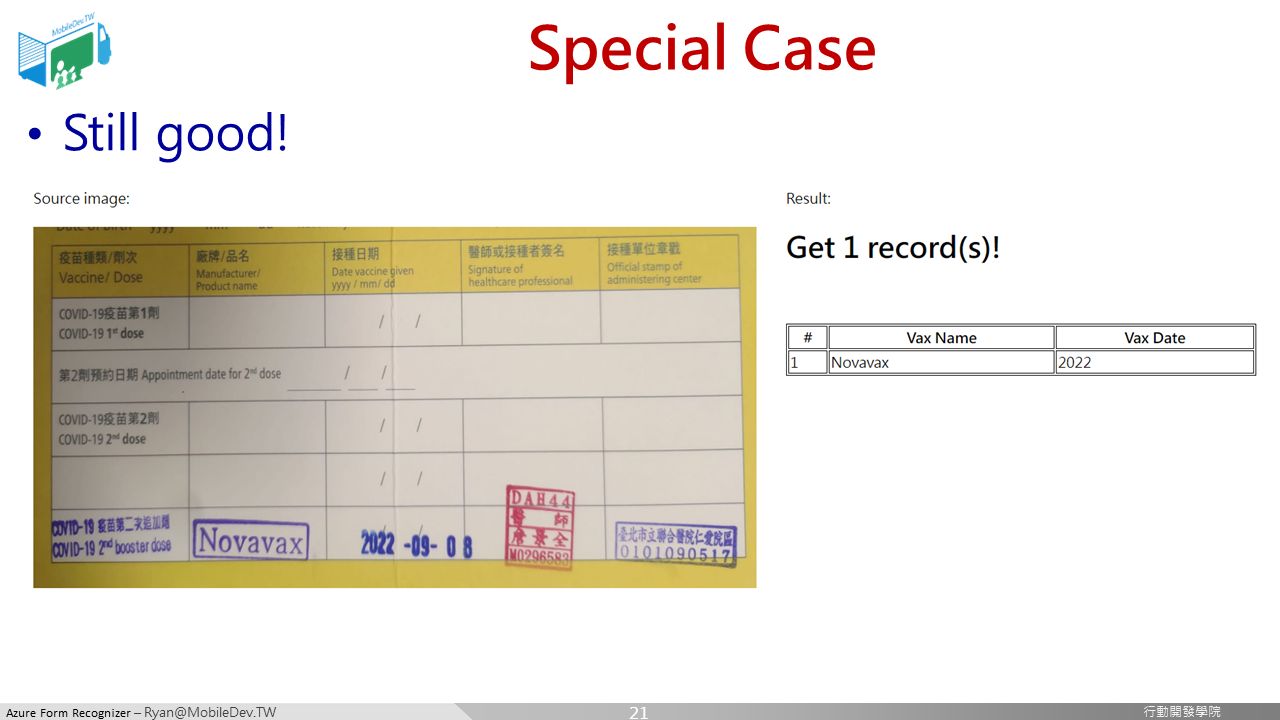 MobileDev.TW
Special Case
• Still good!
Source image:
疫苗種類/劑次
Vaccine/ Dose
廠牌/品名
Manufacturer/
Product name
接種日期
Date vaccine given
yyyy / mm/ dd
醫師或接種者簽名
Signature of
healthcare professional
接種單位章戳
Official stamp of
administering center
COVID-19疫苗第1劑
COVID-19 1st dose
/ /
第2劑預約日期 Appointment date for 2nd dose ______ / ____ / ____
COVID-19疫苗第2劑
COVID-19 2nd dose
/ /
/ /
COVID-19 疫苗第二次追加劑
COVID-19 2nd booster dose
Novavax
2022 -09- 08
DAH44
醫 師
詹景全
M0296583
臺北市立聯合醫院仁愛院區
0101090517
Result:
Get 1 record(s)!
# Vax Name Vax Date
1 Novavax 2022
Azure Form Recognizer – Ryan@MobileDev.TW
21
行動開發學院